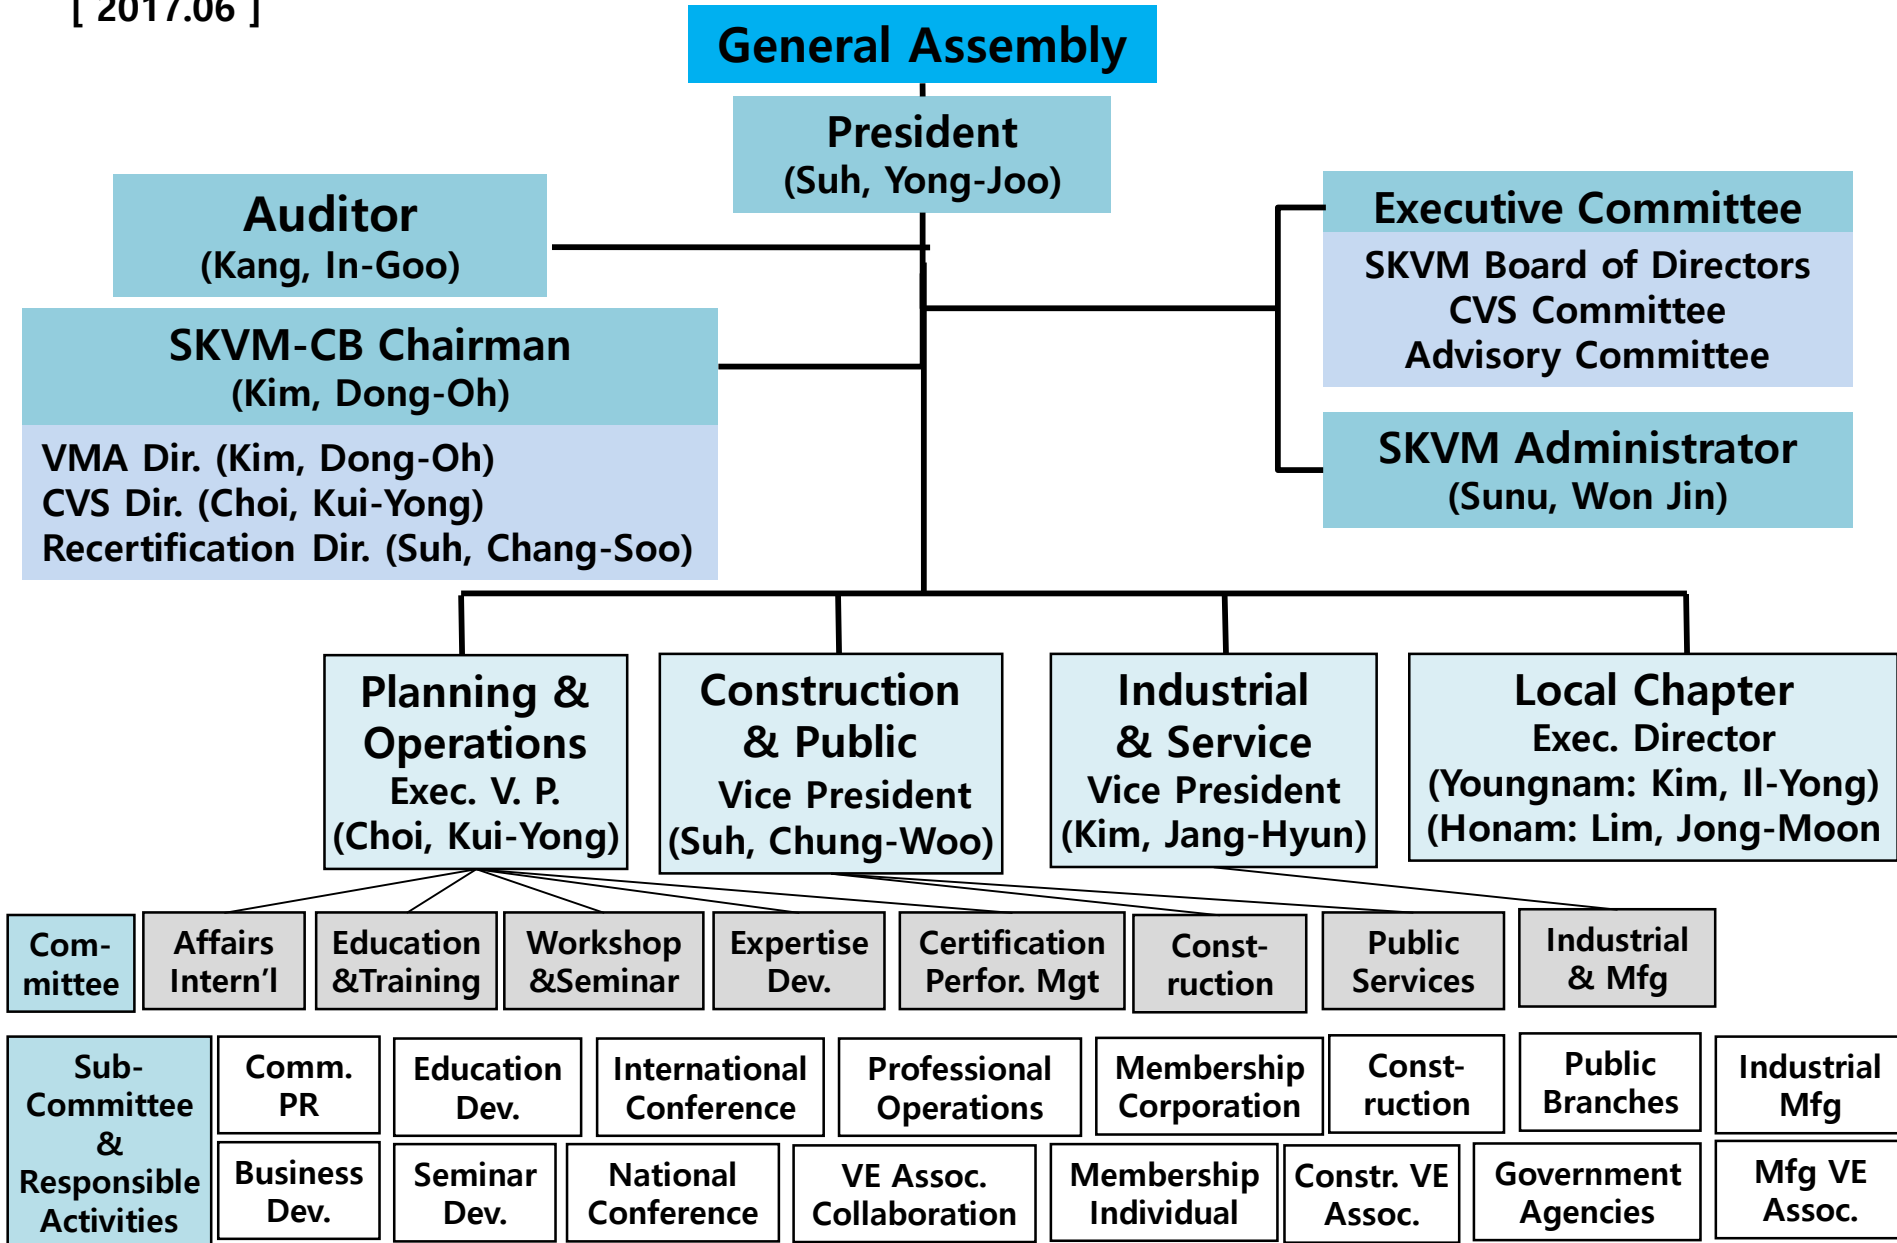 [ 2017.06 ]
General Assembly
President
(Suh, Yong-Joo)
Auditor
(Kang, In-Goo)
Executive Committee
SKVM Board of Directors
CVS Committee
Advisory Committee
SKVM-CB Chairman
(Kim, Dong-Oh)
VMA Dir. (Kim, Dong-Oh)
CVS Dir. (Choi, Kui-Yong)
Recertification Dir. (Suh, Chang-Soo)
SKVM Administrator
(Sunu, Won Jin)
Planning &
Operations
Exec. V. P.
(Choi, Kui-Yong)
Construction
& Public
Vice President
(Suh, Chung-Woo)
Industrial
& Service
Vice President
(Kim, Jang-Hyun)
Local Chapter
Exec. Director
(Youngnam: Kim, Il-Yong)
(Honam: Lim, Jong-Moon
Com-
mittee
Affairs
Intern’l
Education
&Training
Workshop
&Seminar
Expertise
Dev.
Certification
Perfor. Mgt
Const-
ruction
Public
Services
Industrial
& Mfg
Sub-
Committee
&
Responsible
Activities
Comm.
PR
Education
Dev.
International
Conference
Professional
Operations
Membership
Corporation
Const-
ruction
Public
Branches
Industrial
Mfg
Business
Dev.
Seminar
Dev.
National
Conference
VE Assoc.
Collaboration
Membership
Individual
Constr. VE
Assoc.
Government
Agencies
Mfg VE
Assoc.